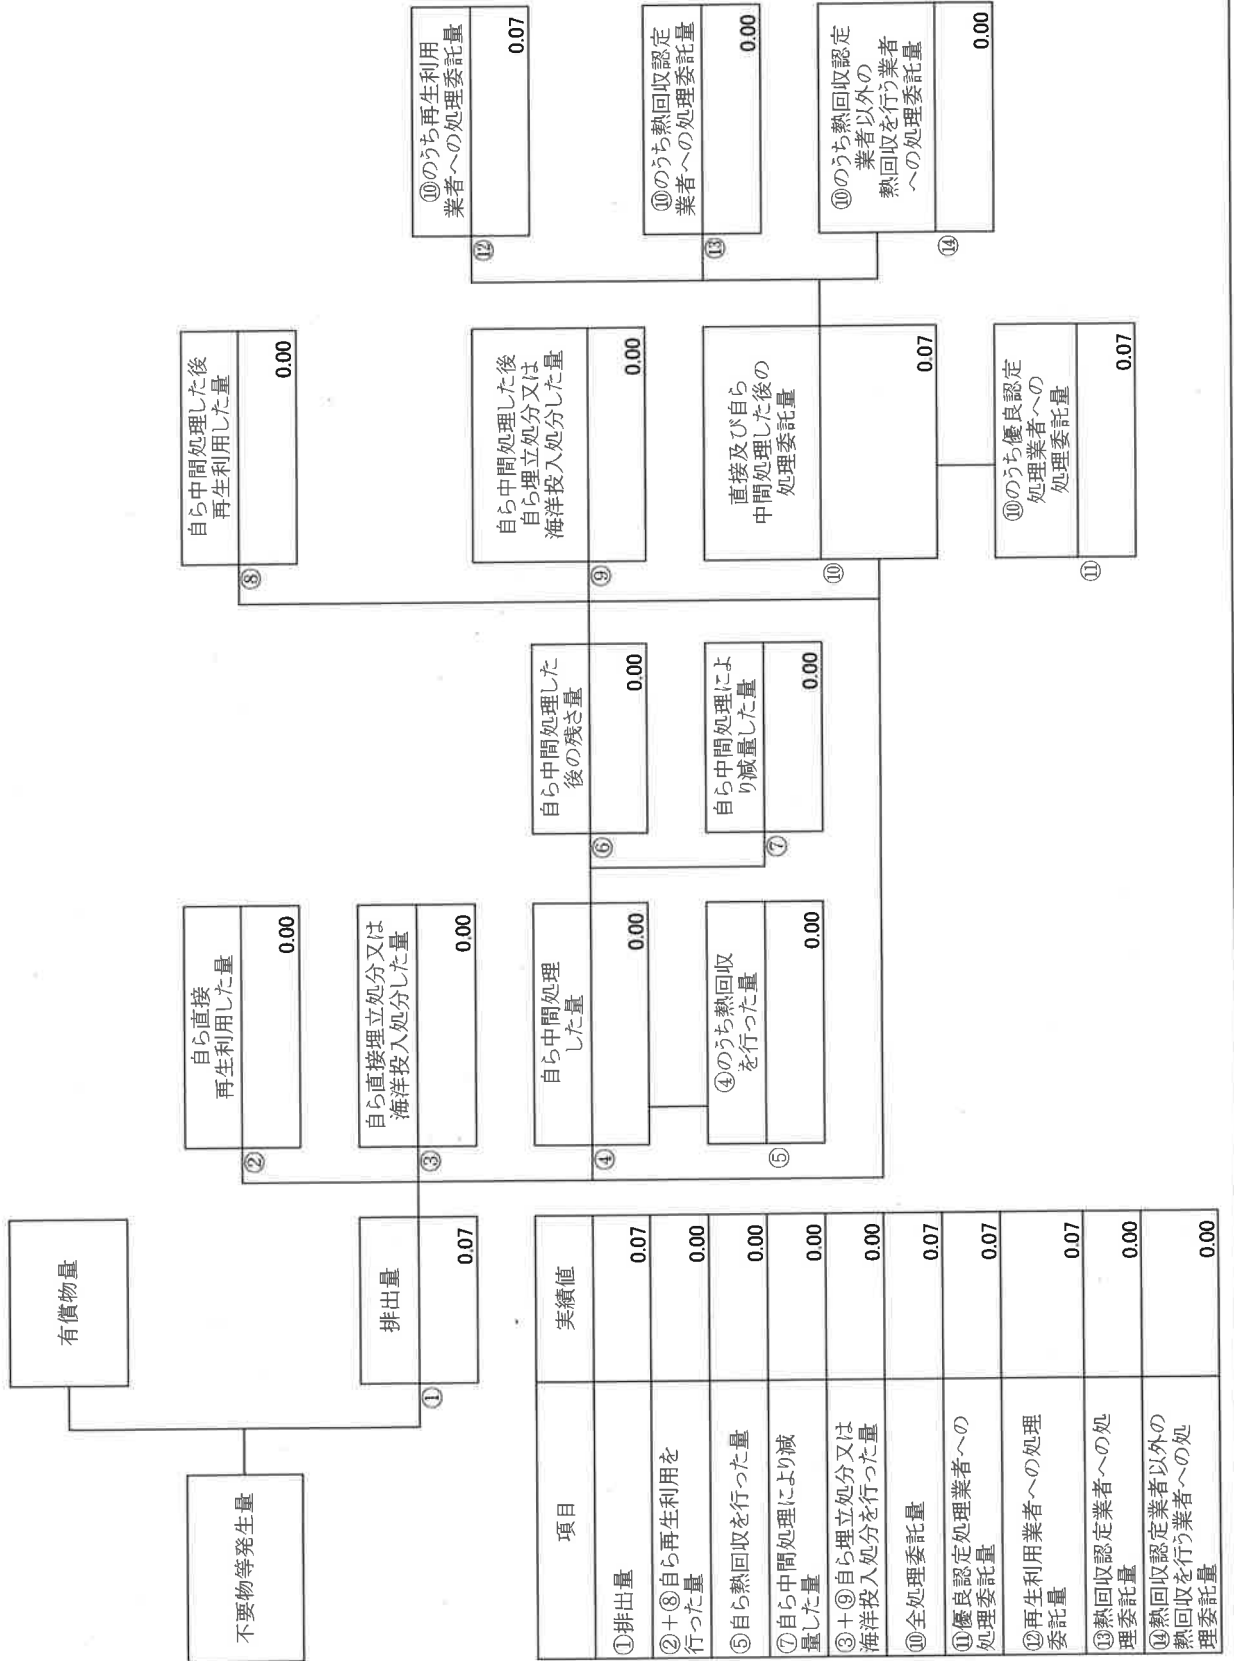 不要物等発生量
有償物量
①
排出量
0.07
②
自ら直接
再生利用した量
0.00
③
自ら直接埋立処分又は
海洋投入処分した量
0.00
④
自ら中間処理
した量
0.00
⑤
④のうち熱回収
を行った量
0.00
⑥
自ら中間処理した
後の残さ量
0.00
⑦
自ら中間処理によ
り減量した量
0.00
⑧
自ら中間処理した後
再生利用した量
0.00
⑨
自ら中間処理した後
自ら埋立処分又は
海洋投入処分した量
0.00
⑩
直接及び自ら
中間処理した後の
処理委託量
0.07
⑪
⑩のうち優良認定
処理業者への
処理委託量
0.07
⑫
⑩のうち再生利用
業者への処理委託量
0.07
⑬
⑩のうち熱回収認定
業者への処理委託量
0.00
⑭
⑩のうち熱回収認定
業者以外の
熱回収を行う業者
への処理委託量
0.00
項目 実績値
①排出量 0.07
②＋⑧自ら再生利用を
行った量 0.00
⑤自ら熱回収を行った量 0.00
⑦自ら中間処理により減
量した量 0.00
③＋⑨自ら埋立処分又は
海洋投入処分を行った量 0.00
⑩全処理委託量 0.07
⑪優良認定処理業者への
処理委託量 0.07
⑫再生利用業者への処理
委託量 0.07
⑬熱回収認定業者への処
理委託量 0.00
⑭熱回収認定業者以外の
熱回収を行う業者への処
理委託量 0.00